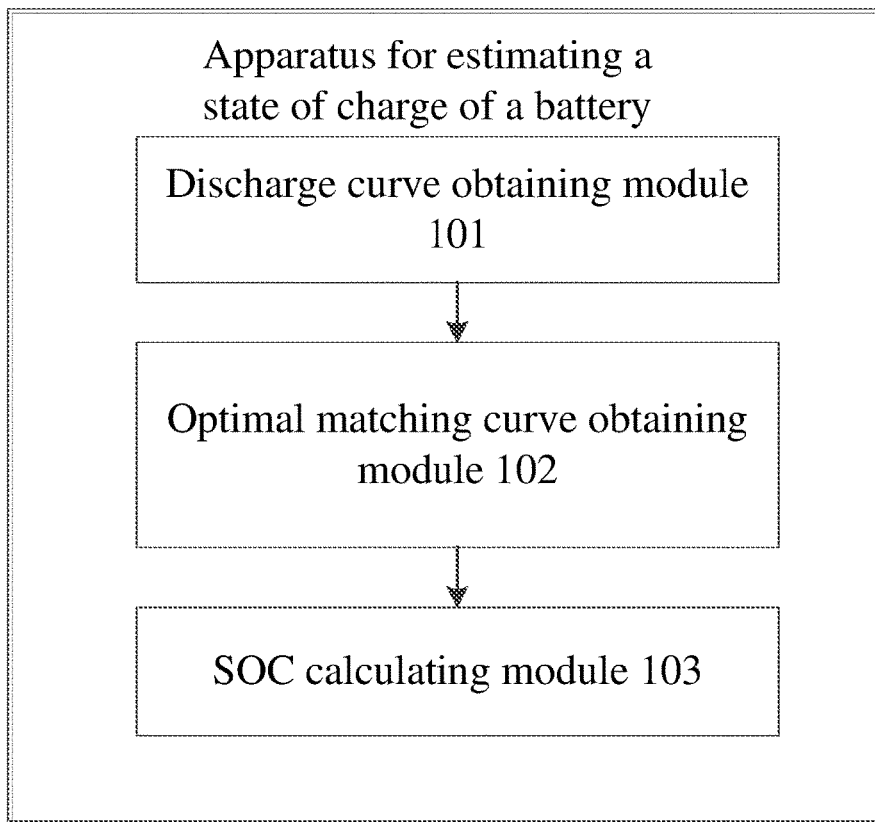 Apparatus for estimating a
state of charge of a battery
Discharge curve obtaining module
101
Optimal matching curve obtaining
module 102
SOC calculating module 103